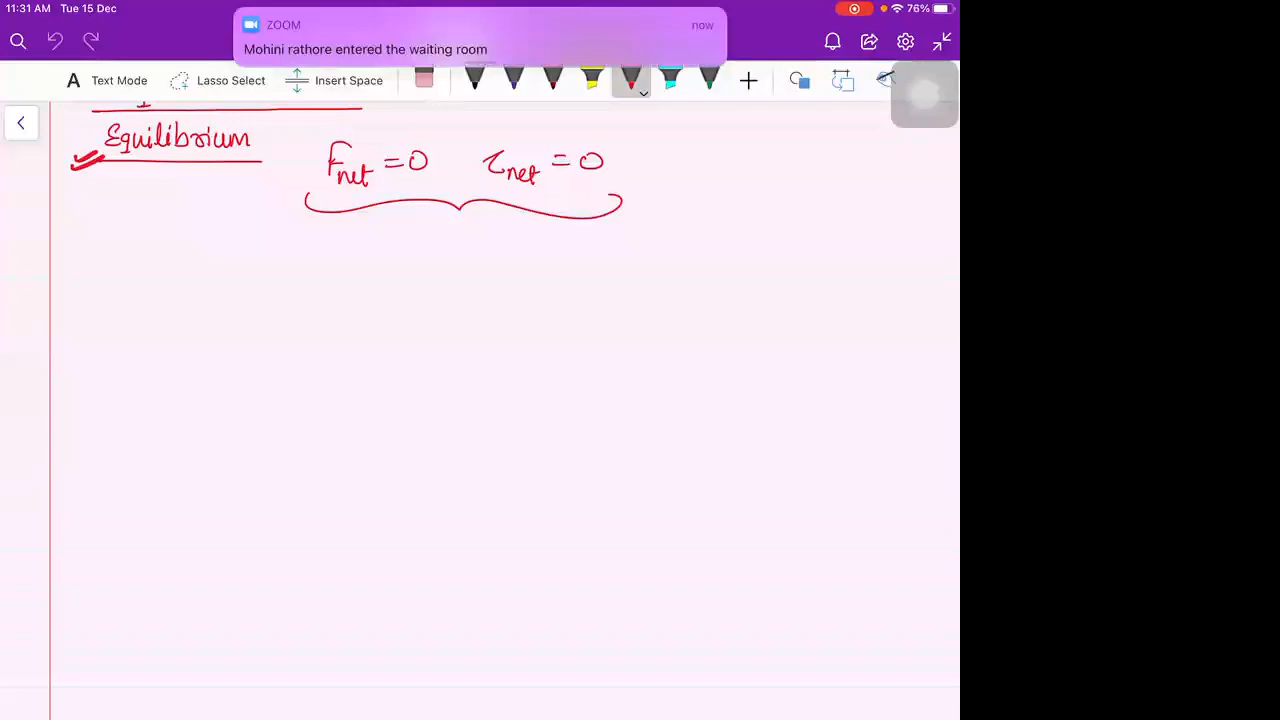 11:31 AM Tue 15 Dec
76%
ZOOM
now
Mohini rathore entered the waiting room
A Text Mode
Lasso Select
Insert Space
Equilibrium
Fnet = 0 τnet = 0